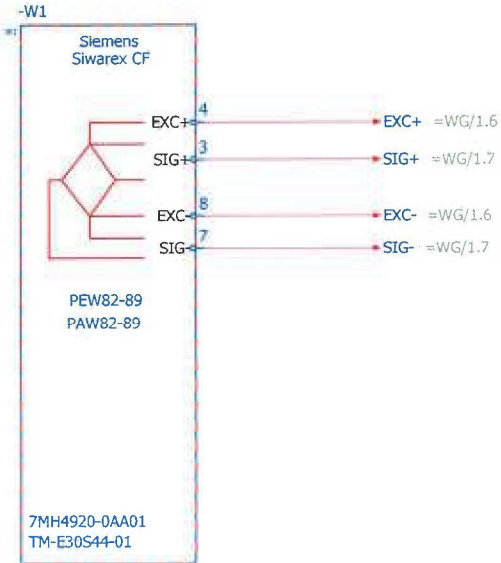 -W1
Siemens
Siwarex CF
4
EXC+ EXC+ =WG/1.6
3
SIG+ SIG+ =WG/1.7
8
EXC- EXC- =WG/1.6
7
SIG- SIG- =WG/1.7
PEW82-89
PAW82-89
7MH4920-0AA01
TM-E30S44-01